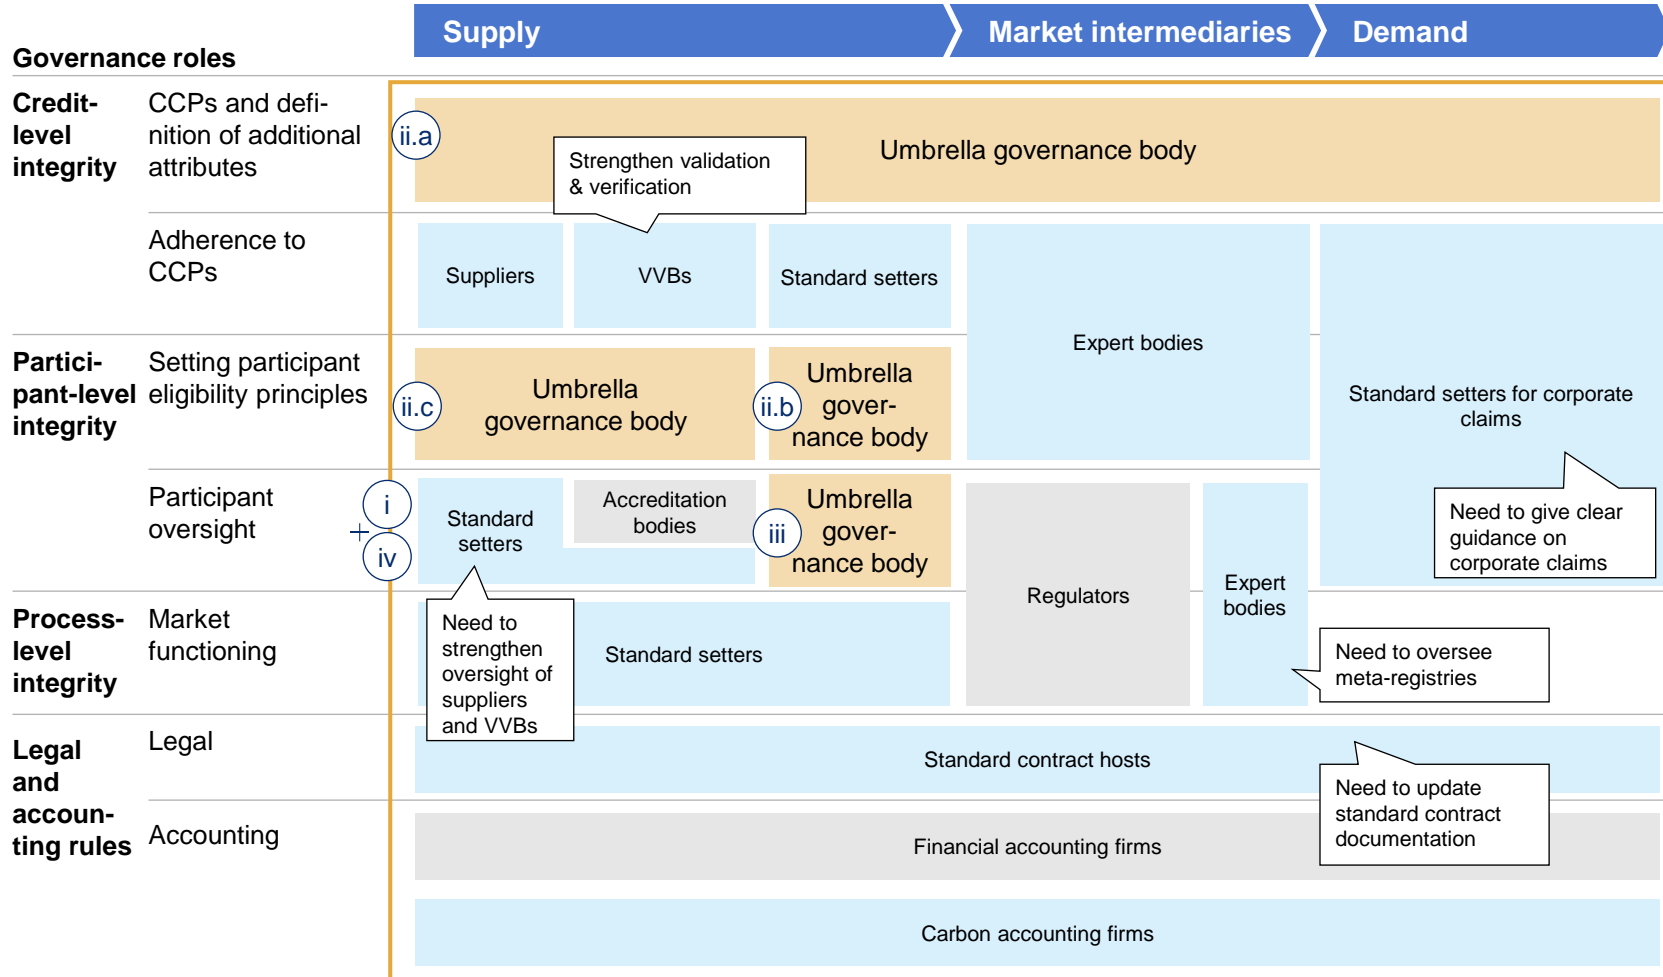 Supply
Market intermediaries
Demand
Governance roles
Credit-
level
integrity
CCPs and defi-
nition of additional
attributes
ii.a
Umbrella governance body
Strengthen validation
& verification
Adherence to
CCPs
Suppliers
VVBs
Standard setters
Expert bodies
Standard setters for corporate
claims
Partici-
pant-level
integrity
Setting participant
eligibility principles
ii.c
Umbrella
governance body
ii.b
Umbrella
gover-
nance body
Participant
oversight
i
+
iv
Standard
setters
Accreditation
bodies
iii
Umbrella
gover-
nance body
Regulators
Expert
bodies
Need to give clear
guidance on
corporate claims
Process-
level
integrity
Market
functioning
Need to
strengthen
oversight of
suppliers
and VVBs
Standard setters
Need to oversee
meta-registries
Legal
and
accoun-
ting rules
Legal
Standard contract hosts
Need to update
standard contract
documentation
Accounting
Financial accounting firms
Carbon accounting firms